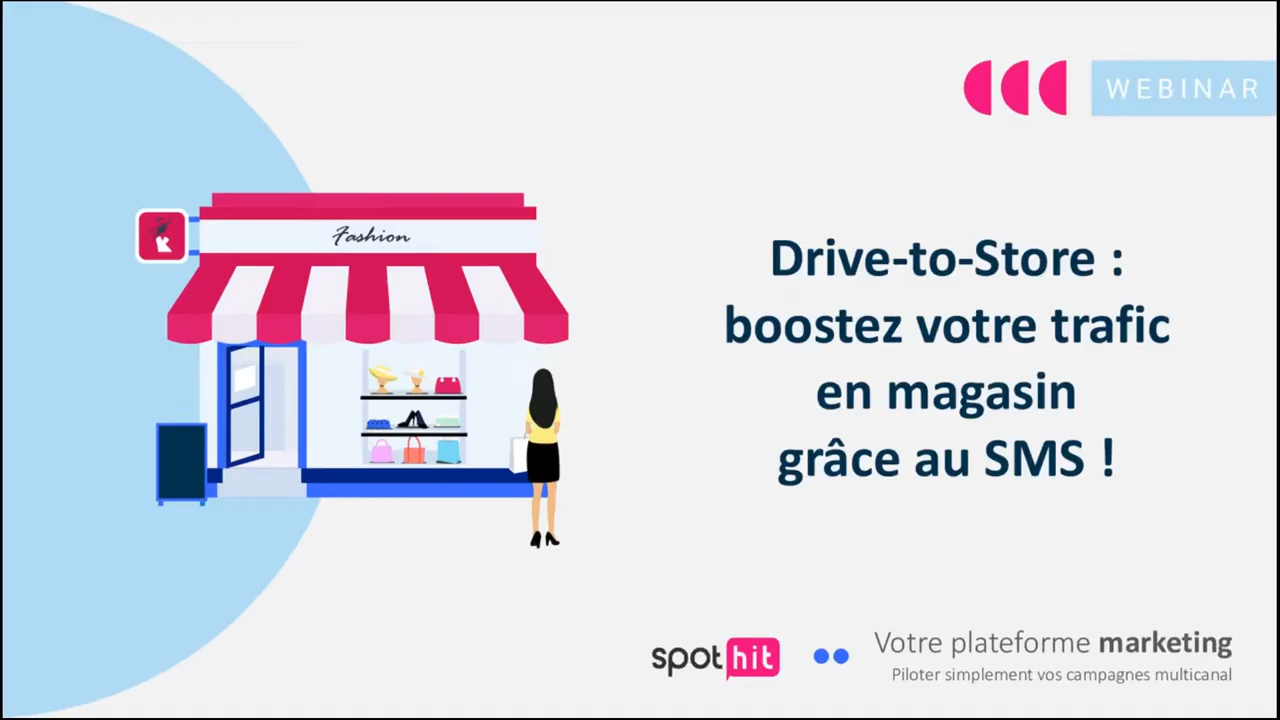 WEBINAR
Fashion
Drive-to-Store :
boostez votre trafic
en magasin
grâce au SMS !
spot hit
Votre plateforme marketing
Piloter simplement vos campagnes multicanal